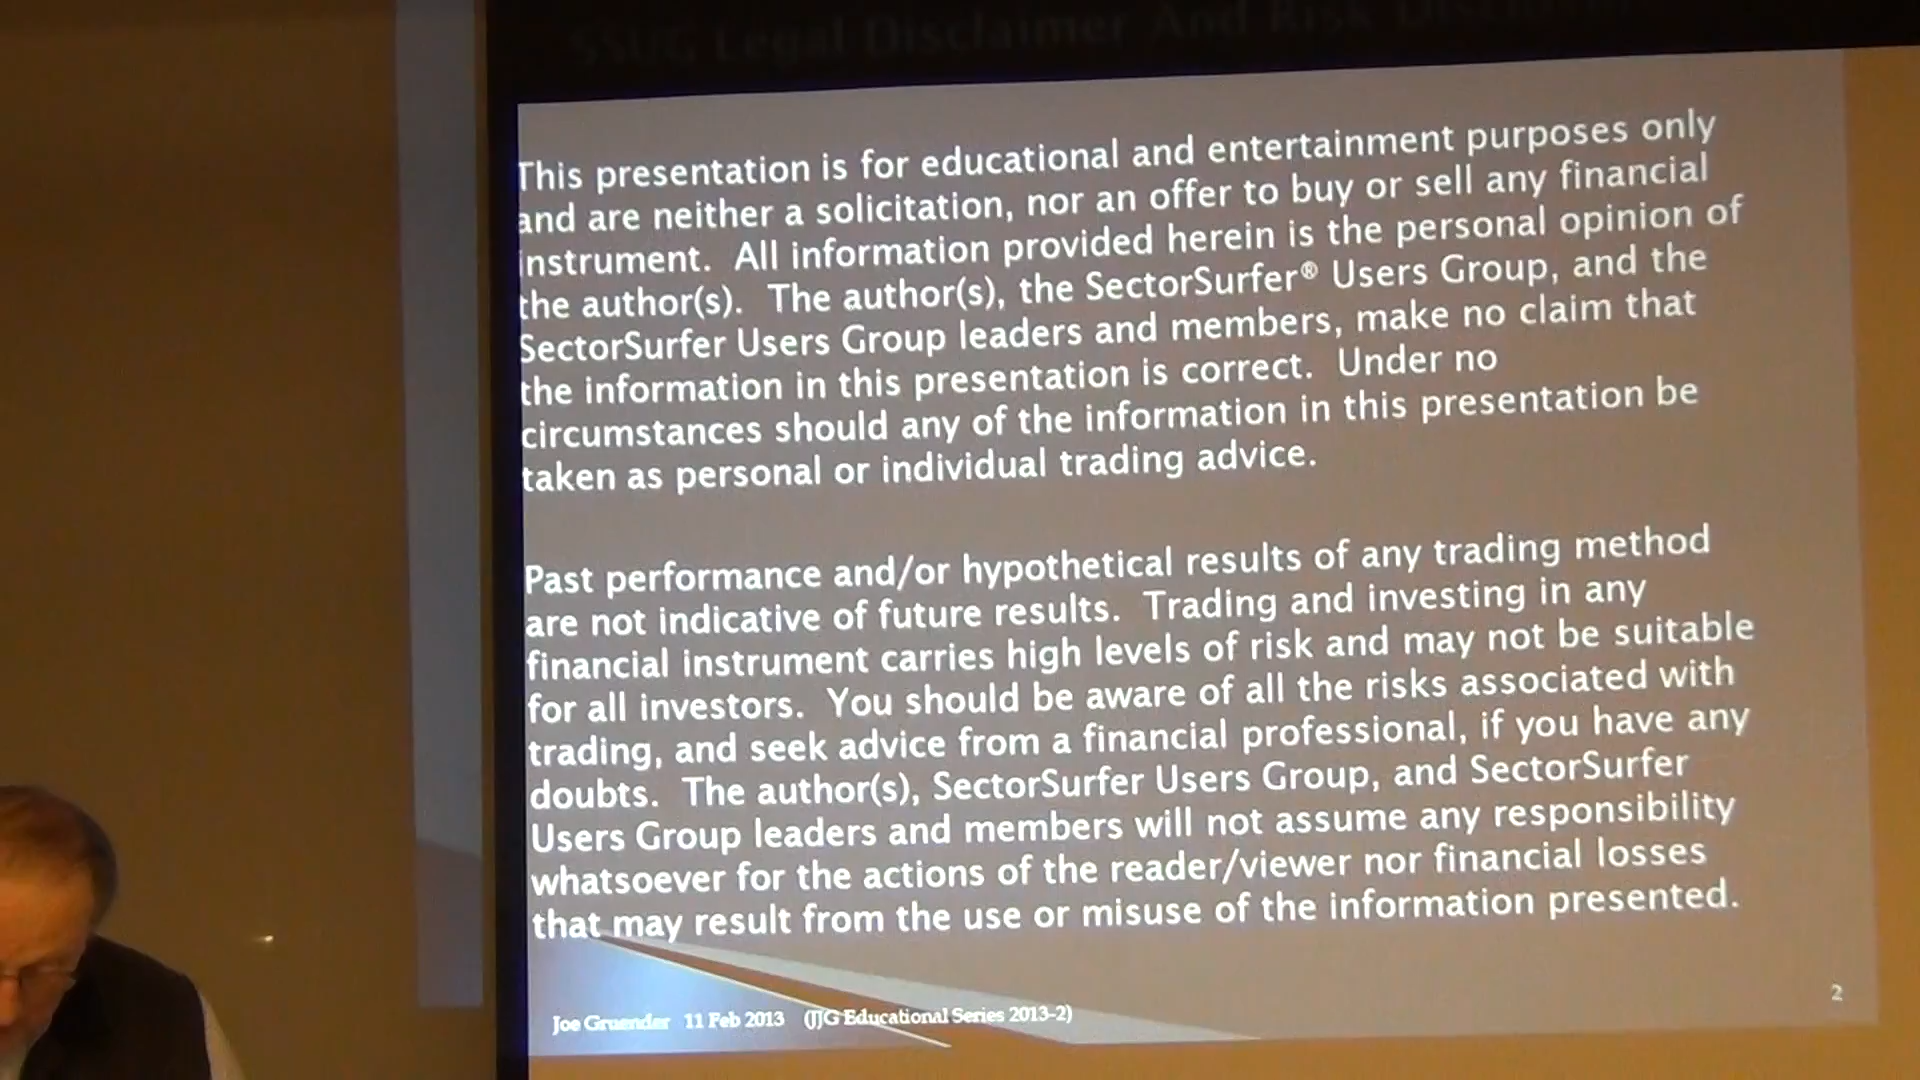 SSUG Legal Disclaimer And Risk
This presentation is for educational and entertainment purposes only
and are neither a solicitation, nor an offer to buy or sell any financial
instrument. All information provided herein is the personal opinion of
the author(s). The author(s), the SectorSurfer® Users Group, and the
SectorSurfer Users Group leaders and members, make no claim that
the information in this presentation is correct. Under no
circumstances should any of the information in this presentation be
taken as personal or individual trading advice.
Past performance and/or hypothetical results of any trading method
are not indicative of future results. Trading and investing in any
financial instrument carries high levels of risk and may not be suitable
for all investors. You should be aware of all the risks associated with
trading, and seek advice from a financial professional, if you have any
doubts. The author(s), SectorSurfer Users Group, and SectorSurfer
Users Group leaders and members will not assume any responsibility
whatsoever for the actions of the reader/viewer nor financial losses
that may result from the use or misuse of the information presented.
Joe Gruender 11 Feb 2013 (JJG Educational Series 2013-2)
2